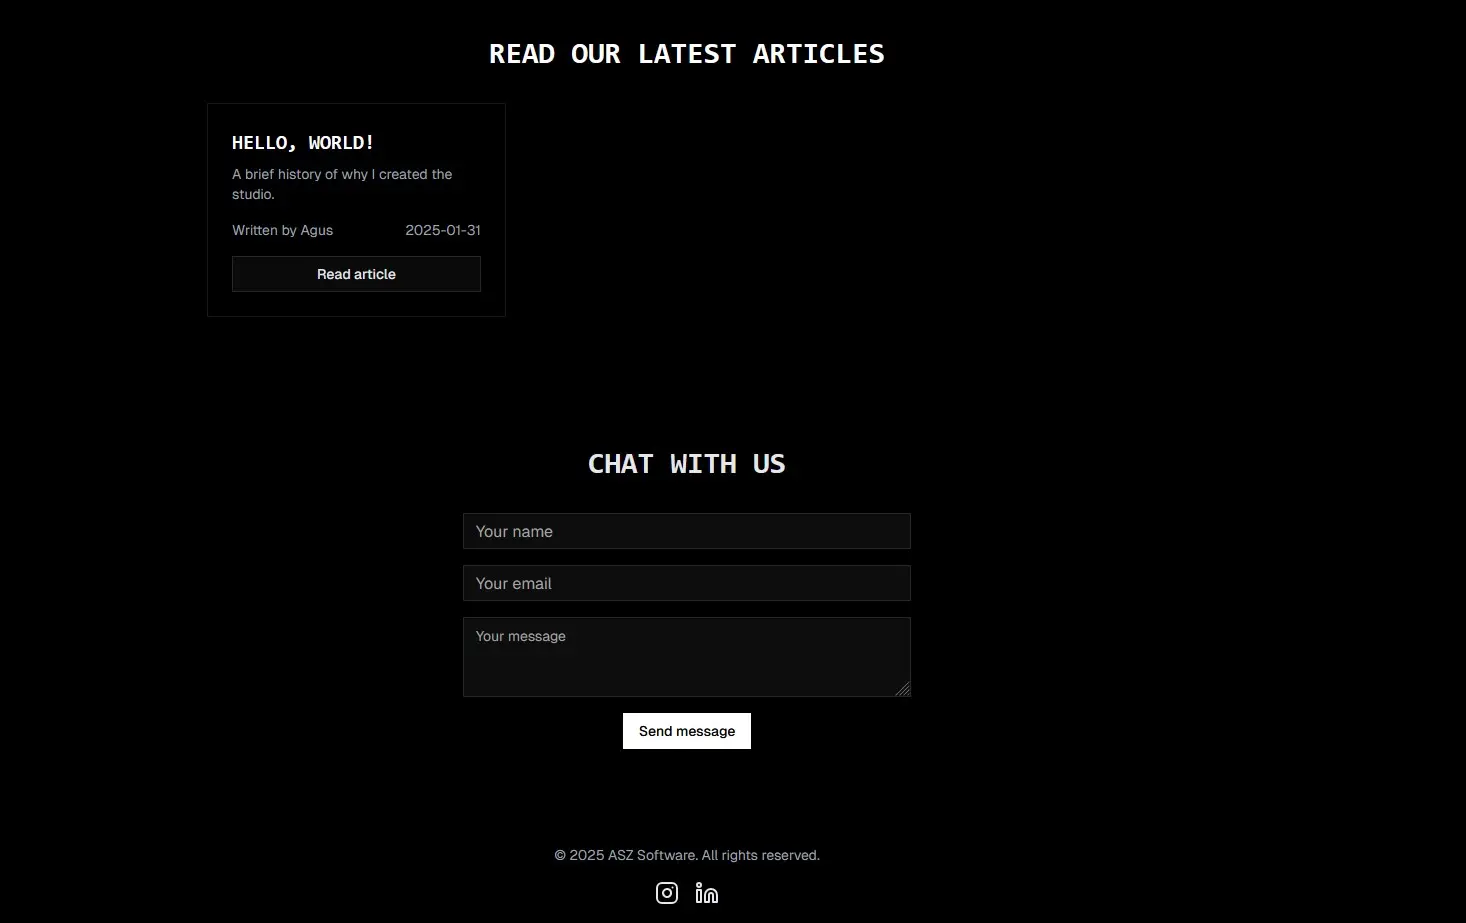 READ OUR LATEST ARTICLES
HELLO, WORLD!
A brief history of why I created the
studio.
Written by Agus 2025-01-31
Read article
CHAT WITH US
Your name
Your email
Your message
Send message
© 2025 ASZ Software. All rights reserved.